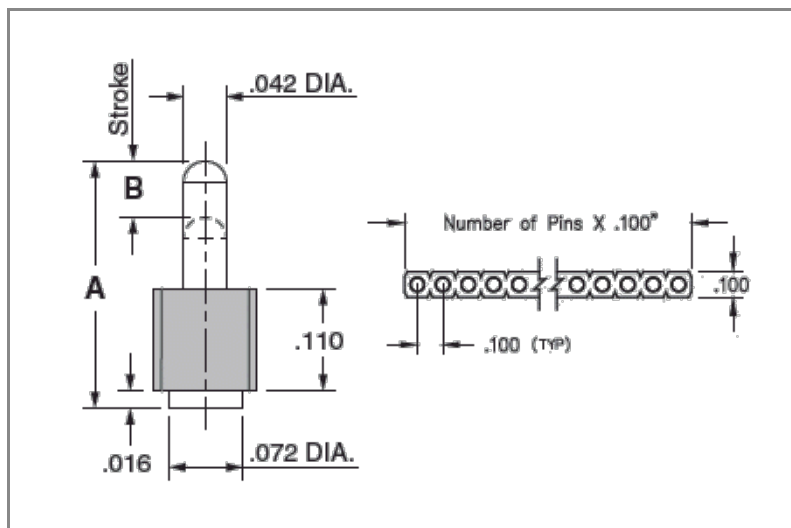 Stroke
.042 DIA.
B
A
.110
.016
.072 DIA.
Number of Pins X .100"
.100
.100 (TYP)